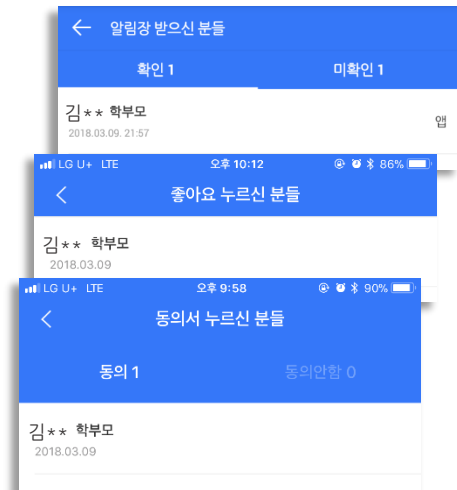 ← 알림장 받으신 분들
확인 1 미확인 1
김** 학부모 앱
2018.03.09. 21:57
LG U+ LTE 오후 10:12 86%
좋아요 누르신 분들
김** 학부모
2018.03.09
LG U+ LTE 오후 9:58 90%
동의서 누르신 분들
동의 1 동의안함 0
김** 학부모
2018.03.09